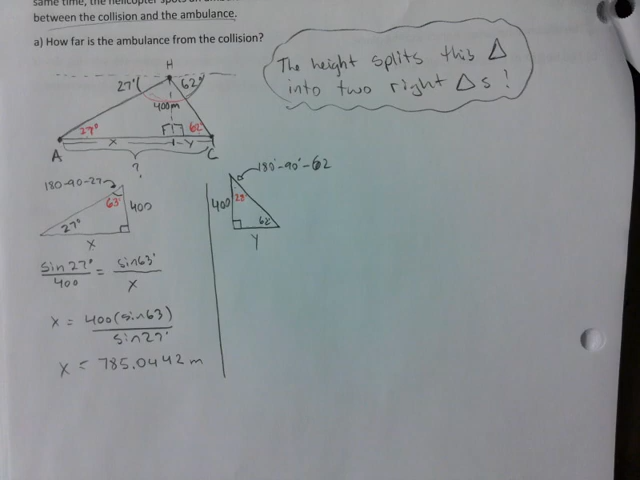 same time, the helicopter spots an
between the collision and the ambulance.
a) How far is the ambulance from the collision?
The height splits this Δ
into two right Δs!
H
27° 62°
400m
27° 62°
x y
A C
?
180-90-27
63°
400
27°
x
180°-90°-62
400 28°
62°
y
sin 27° / 400 = sin 63° / x
x = 400(sin 63) / sin 27°
x = 785.0442 m